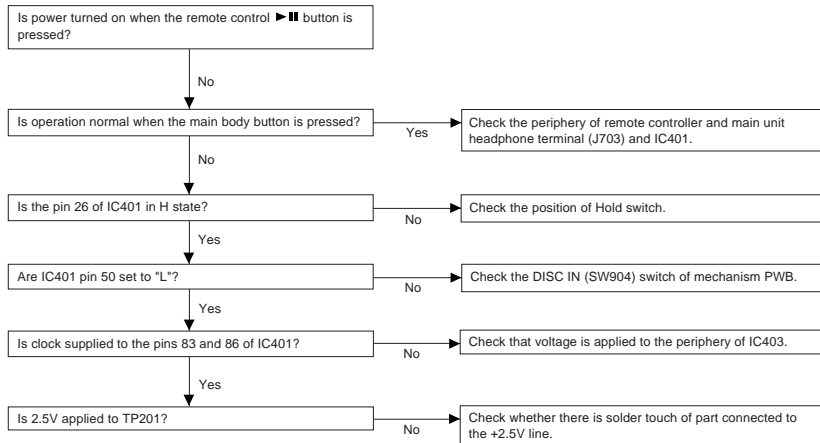 Is power turned on when the remote control ►II button is
pressed?
No
Is operation normal when the main body button is pressed?
Yes
Check the periphery of remote controller and main unit
headphone terminal (J703) and IC401.
No
Is the pin 26 of IC401 in H state?
No
Check the position of Hold switch.
Yes
Are IC401 pin 50 set to "L"?
No
Check the DISC IN (SW904) switch of mechanism PWB.
Yes
Is clock supplied to the pins 83 and 86 of IC401?
No
Check that voltage is applied to the periphery of IC403.
Yes
Is 2.5V applied to TP201?
No
Check whether there is solder touch of part connected to
the +2.5V line.